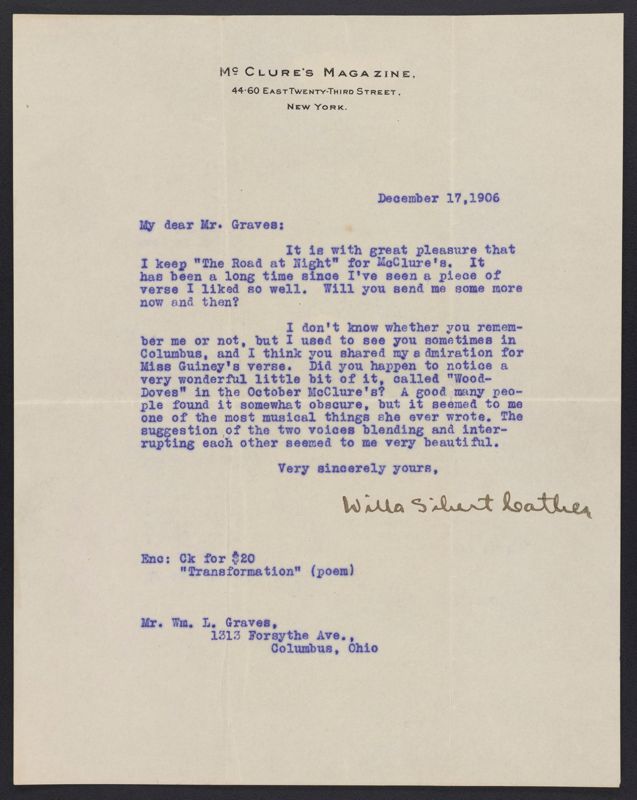 McCLURE'S MAGAZINE,
44-60 EAST TWENTY-THIRD STREET,
NEW YORK.
December 17,1906
My dear Mr. Graves:
It is with great pleasure that
I keep "The Road at Night" for McClure's. It
has been a long time since I've seen a piece of
verse I liked so well. Will you send me some more
now and then?
I don't know whether you remem-
ber me or not, but I used to see you sometimes in
Columbus, and I think you shared my admiration for
Miss Guiney's verse. Did you happen to notice a
very wonderful little bit of it, called "Wood-
Doves" in the October McClure's? A good many peo-
ple found it somewhat obscure, but it seemed to me
one of the most musical things she ever wrote. The
suggestion of the two voices blending and inter-
rupting each other seemed to me very beautiful.
Very sincerely yours,
Willa Sibert Cather
Enc: Ck for $20
"Transformation" (poem)
Mr. Wm. L. Graves,
1313 Forsythe Ave.,
Columbus, Ohio